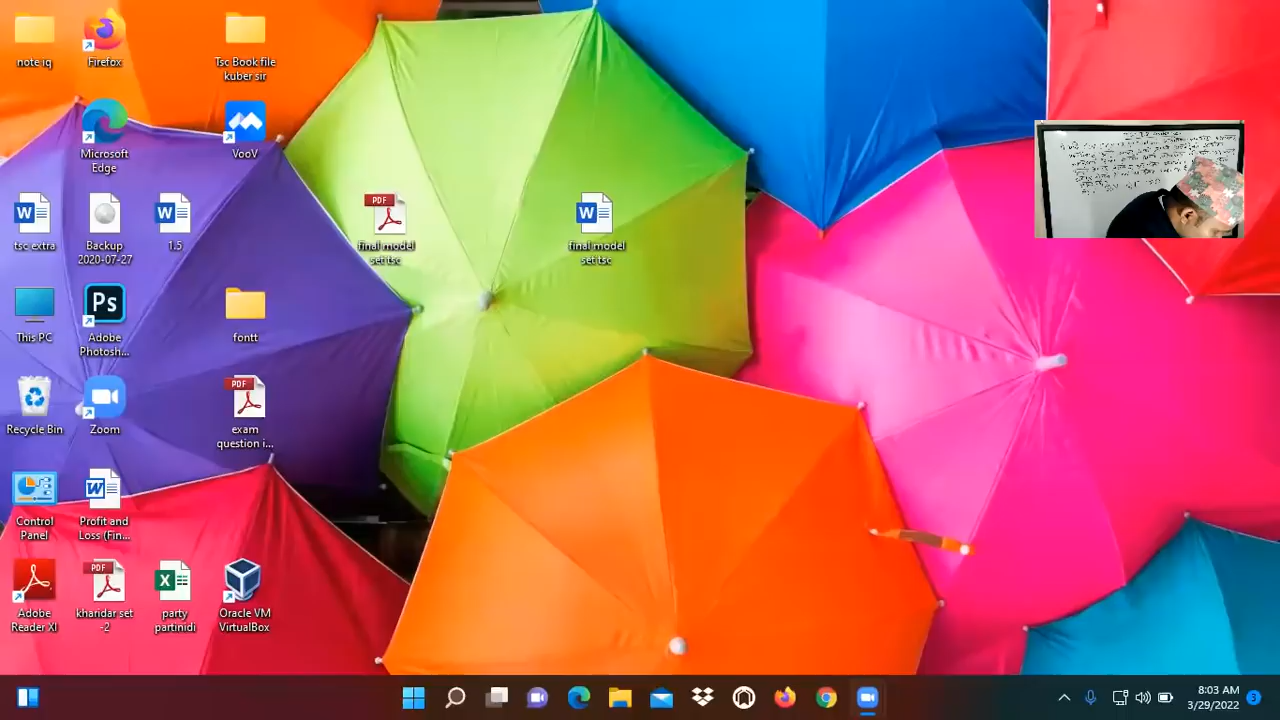 note iq
Firefox
Tsc Book file
kuber sir
Microsoft
Edge
VooV
tsc extra
Backup
2020-07-27
1.5
PDF
final model
set tsc
final model
set tsc
This PC
Adobe
Photosh...
fontt
Recycle Bin
Zoom
PDF
exam
question i...
Control
Panel
Profit and
Loss (Fin...
Adobe
Reader XI
PDF
kharidar set
-2
party
partinidi
Oracle VM
VirtualBox
8:03 AM
3/29/2022
3